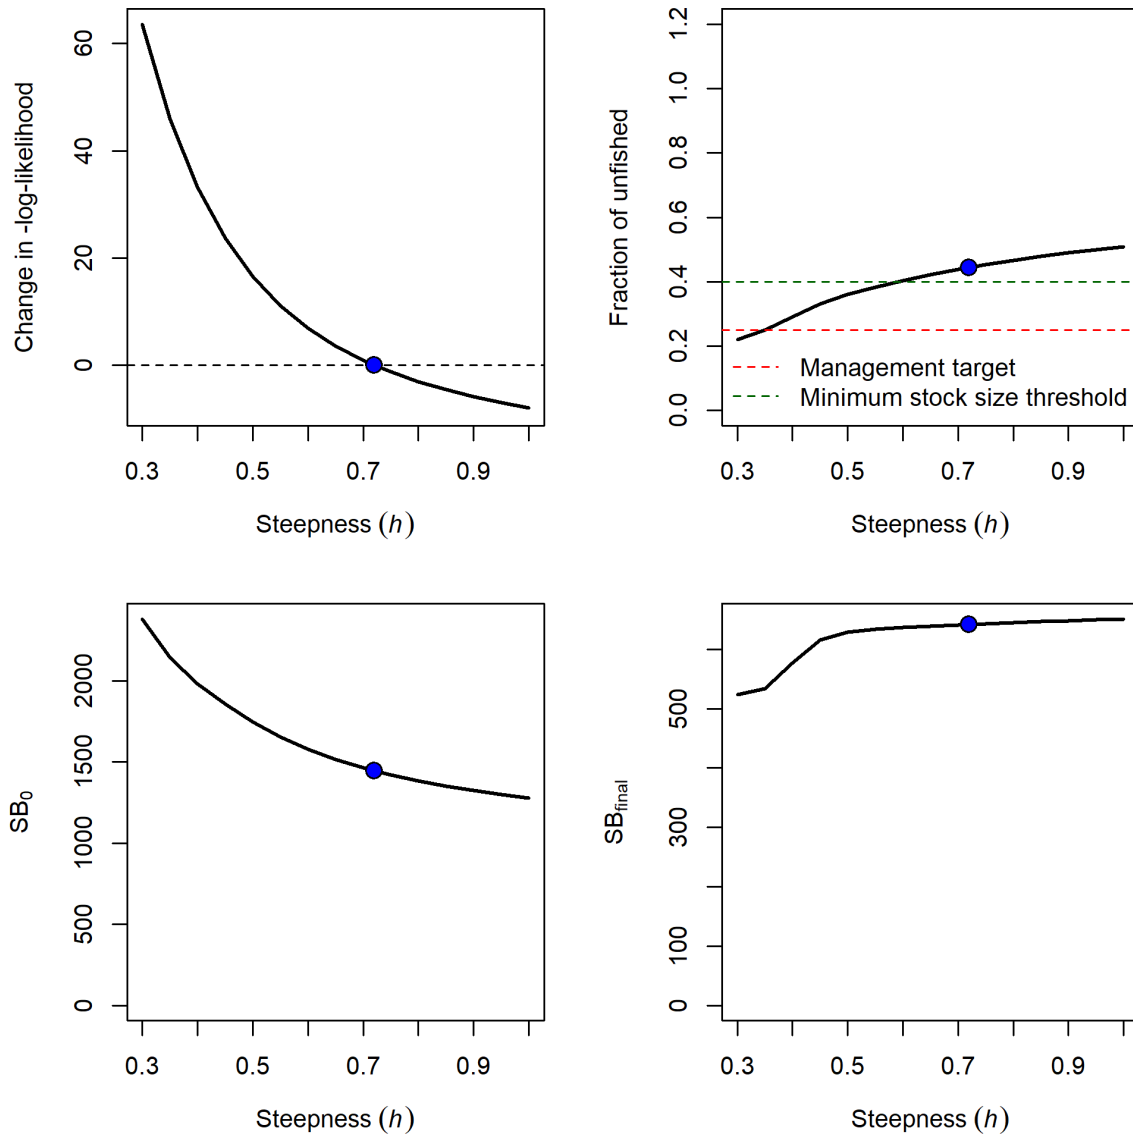 Change in -log-likelihood
60
40
20
0
0.3 0.5 0.7 0.9
Steepness (h)
Fraction of unfished
1.2
1.0
0.8
0.6
0.4
0.2
0.0
Management target
Minimum stock size threshold
0.3 0.5 0.7 0.9
Steepness (h)
SB0
2000
1500
1000
500
0
0.3 0.5 0.7 0.9
Steepness (h)
SBfinal
500
300
100
0
0.3 0.5 0.7 0.9
Steepness (h)